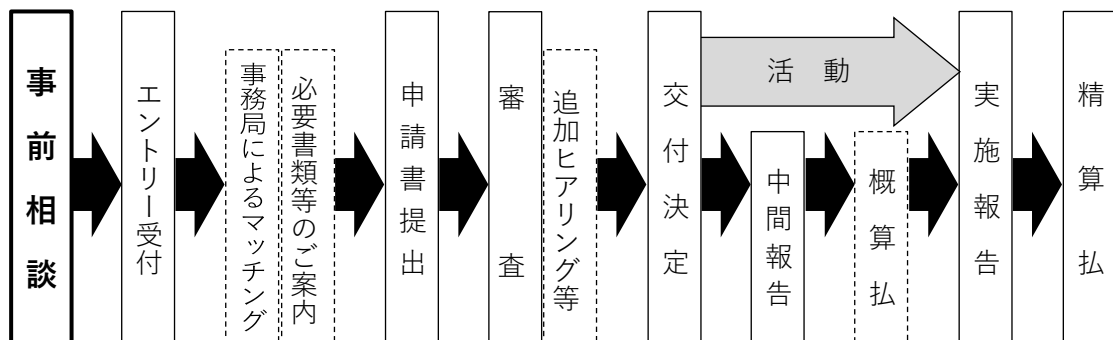 事前相談
エントリー受付
事務局によるマッチング
必要書類等のご案内
申請書提出
審査
追加ヒアリング等
交付決定
活動
中間報告
概算払
実施報告
精算払